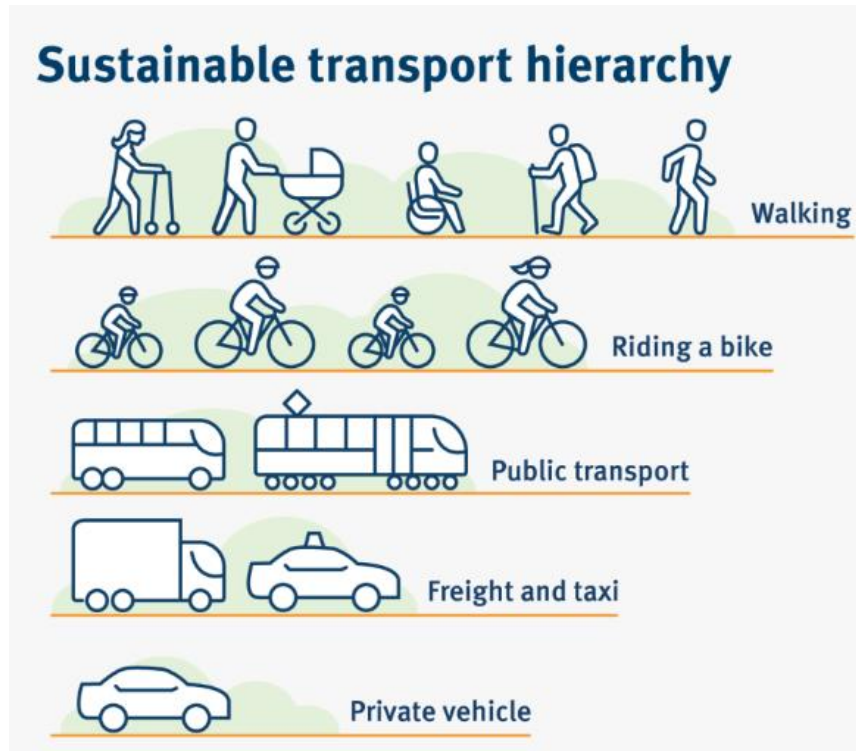 Sustainable transport hierarchy
Walking
Riding a bike
Public transport
Freight and taxi
Private vehicle